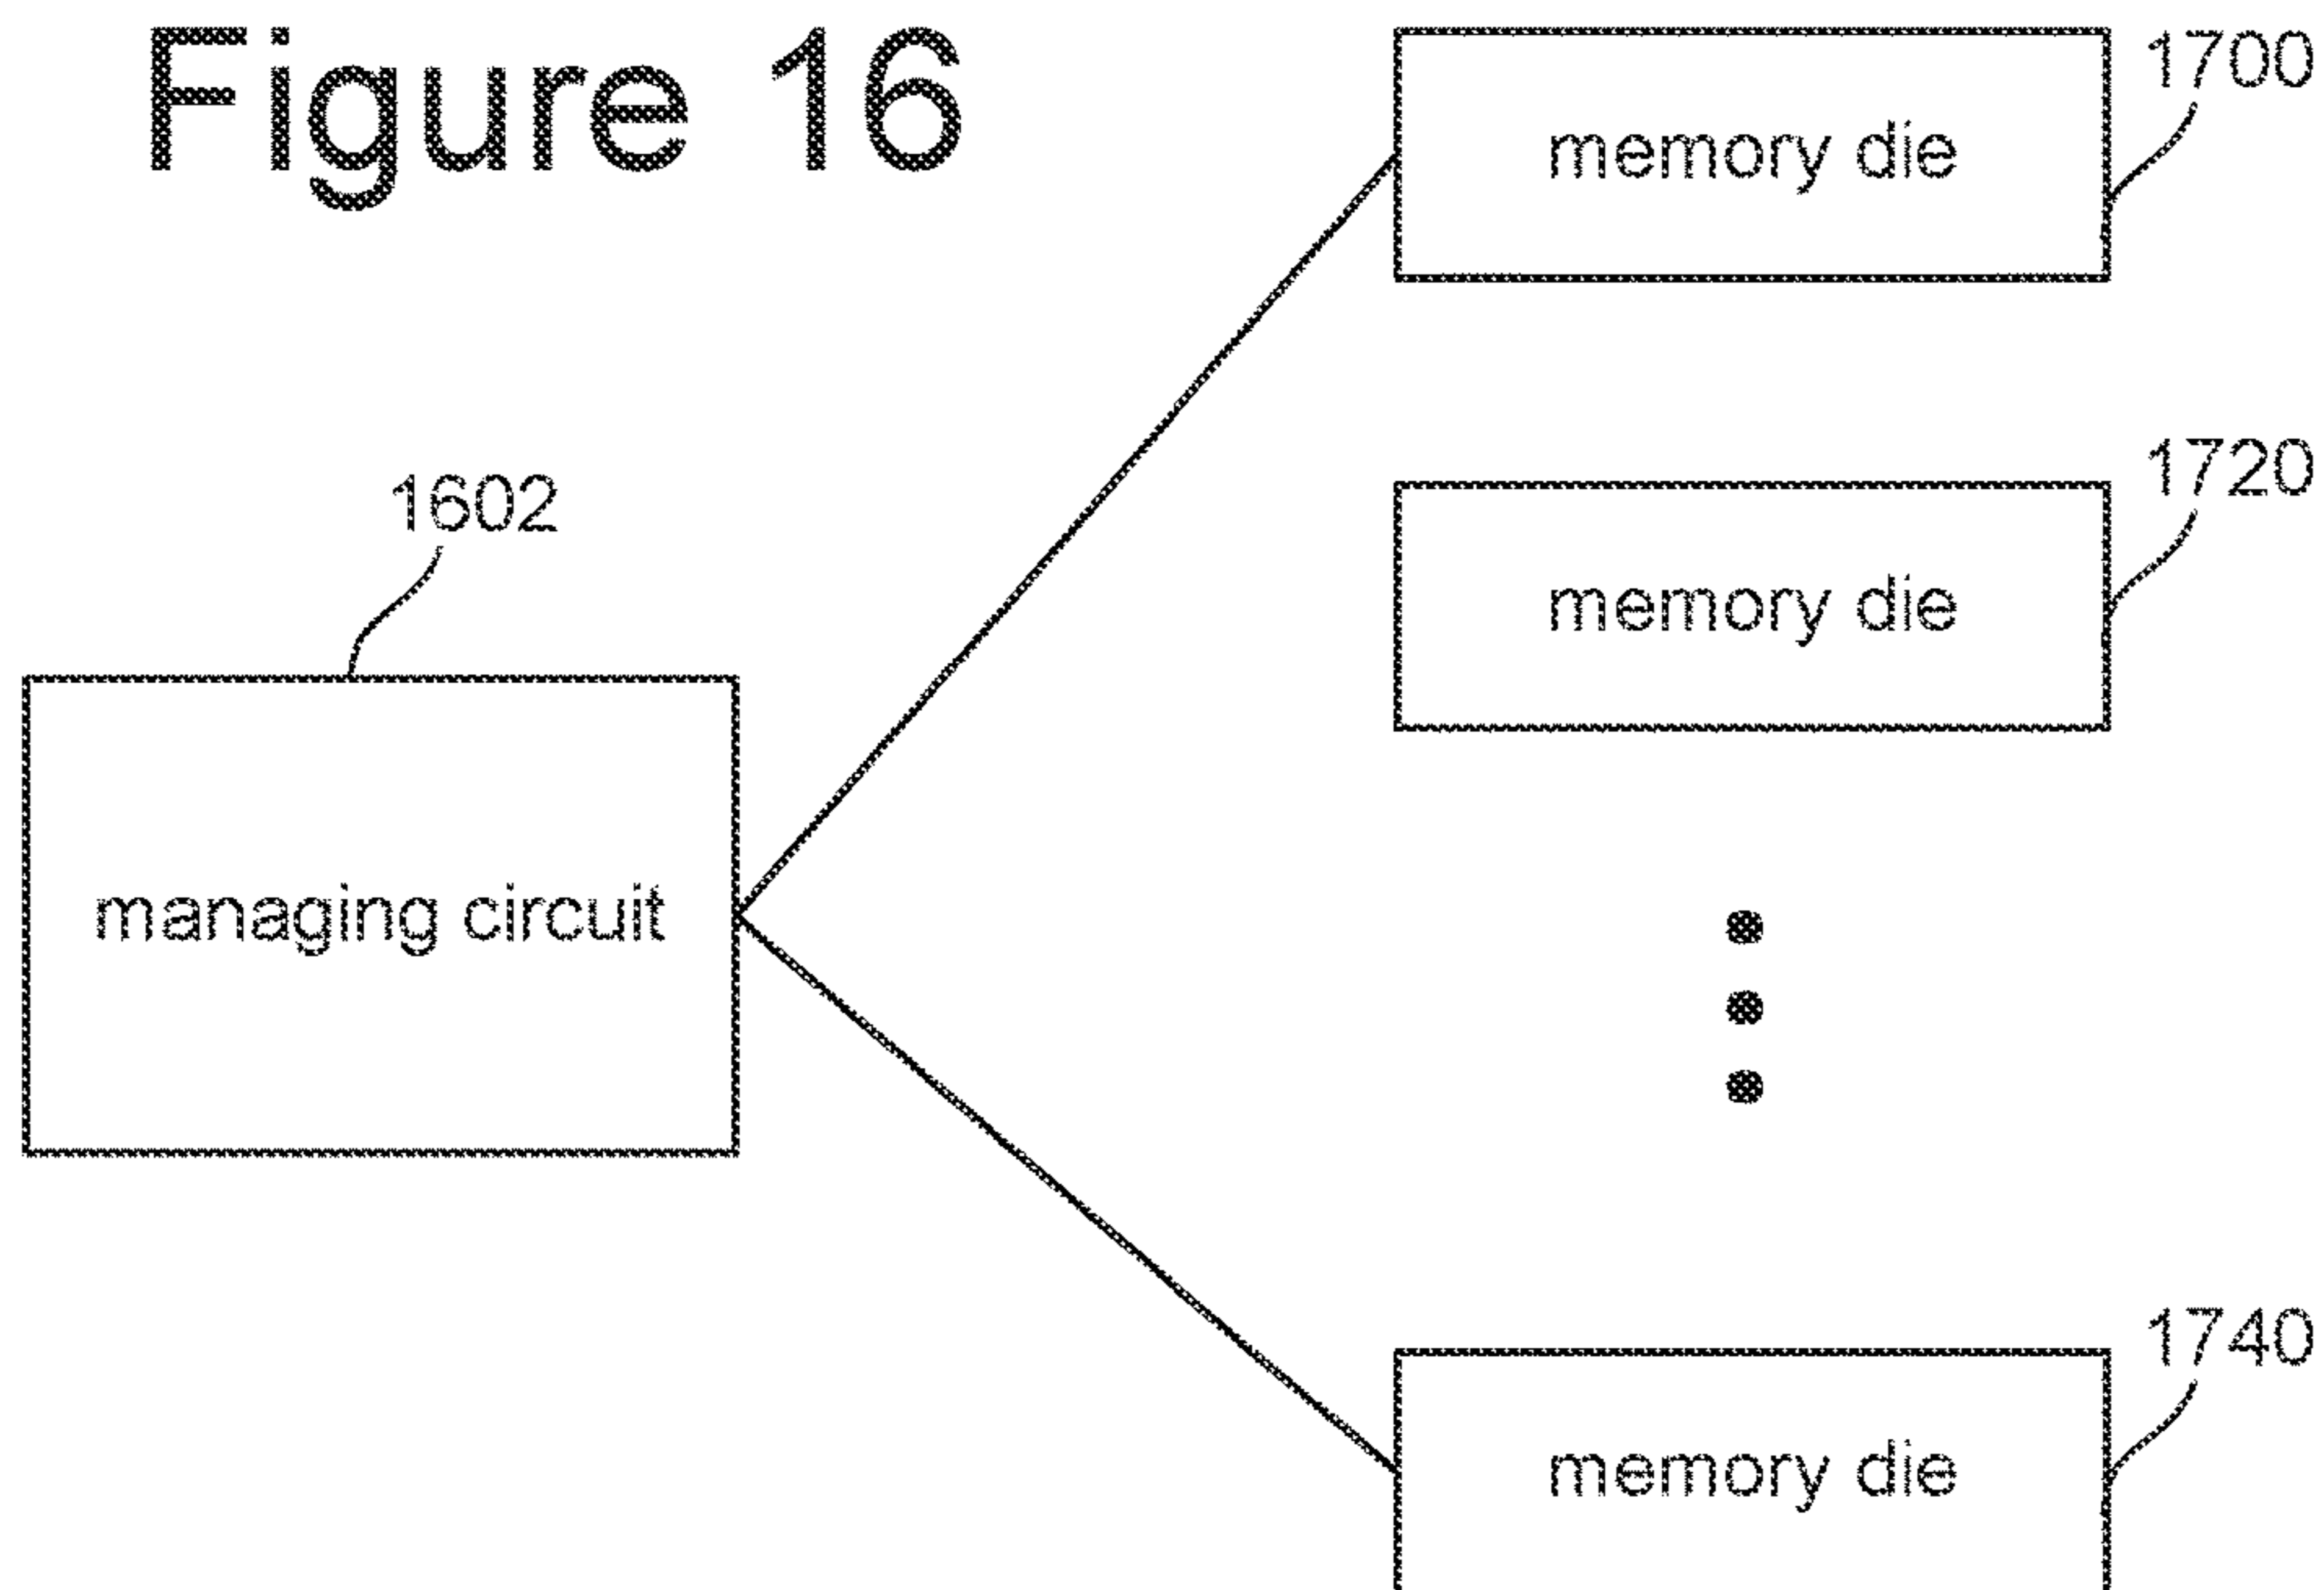 Figure 16
1700
memory die
1720
memory die
1602
managing circuit
1740
memory die